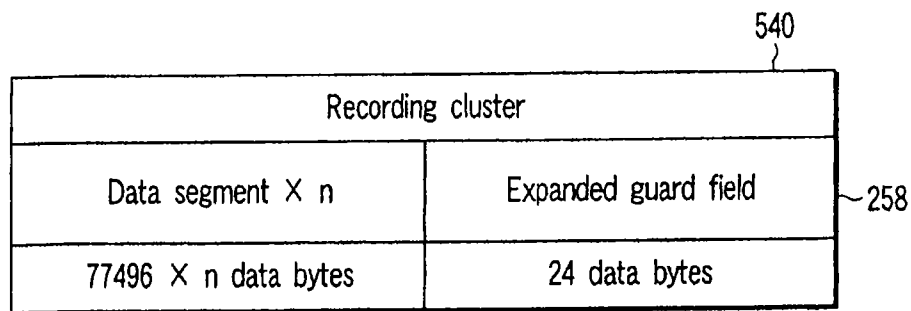 540
Recording cluster
Data segment X n
Expanded guard field
258
77496 X n data bytes
24 data bytes